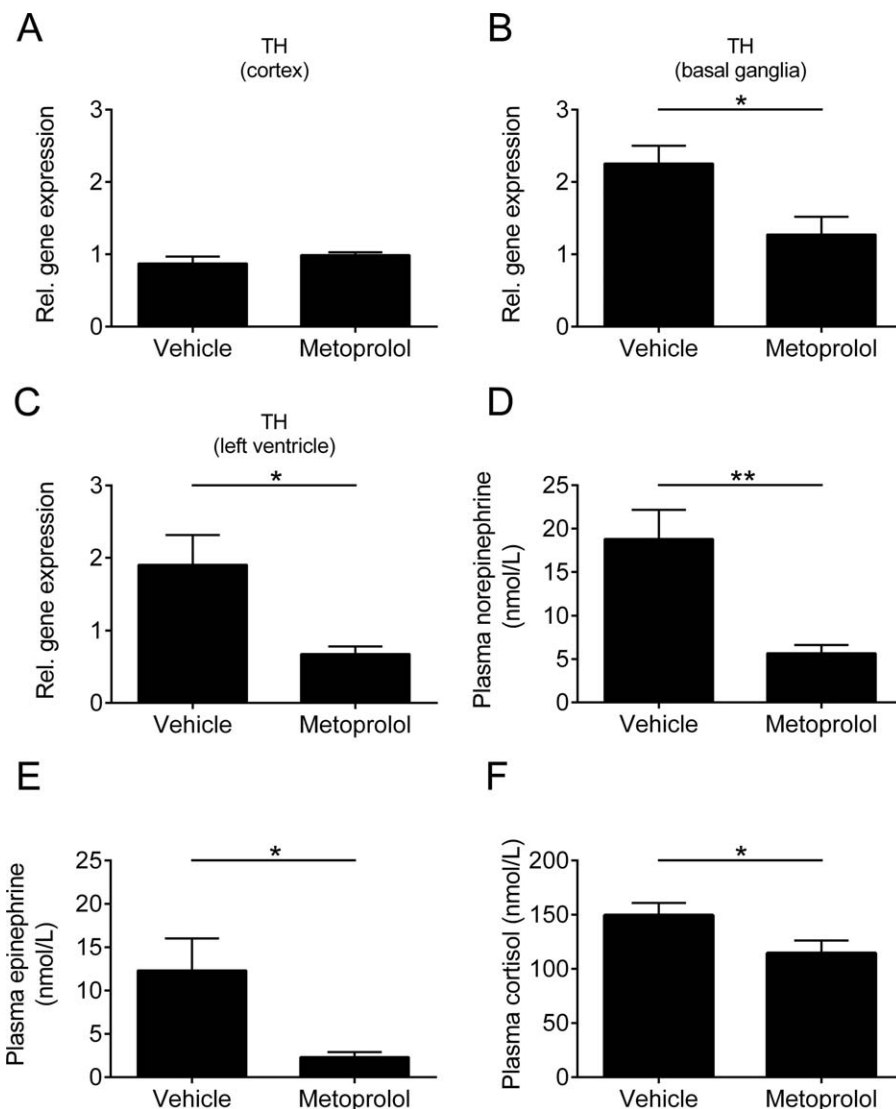 A
TH
(cortex)
Rel. gene expression
3
2
1
0
Vehicle Metoprolol
B
TH
(basal ganglia)
*
Rel. gene expression
3
2
1
0
Vehicle Metoprolol
C
TH
(left ventricle)
*
Rel. gene expression
3
2
1
0
Vehicle Metoprolol
D
**
Plasma norepinephrine
(nmol/L)
25
20
15
10
5
0
Vehicle Metoprolol
E
*
Plasma epinephrine
(nmol/L)
25
20
15
10
5
0
Vehicle Metoprolol
F
*
Plasma cortisol (nmol/L)
200
150
100
50
0
Vehicle Metoprolol